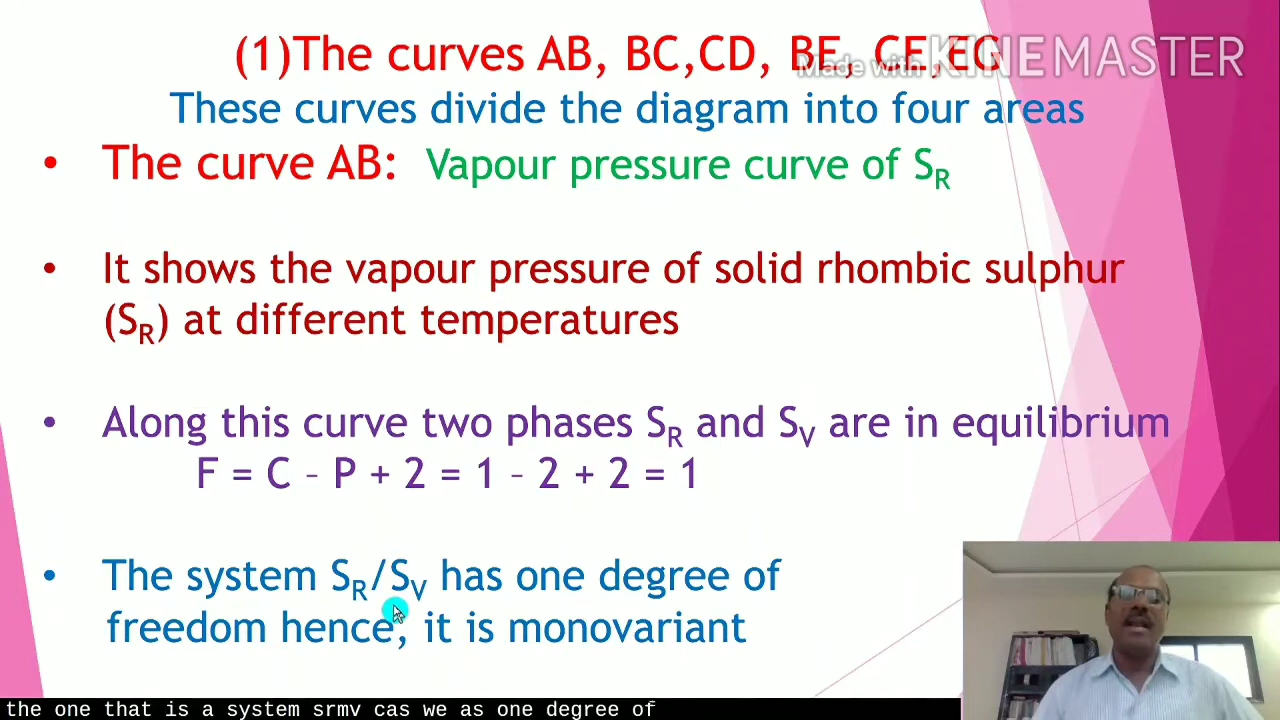 (1)The curves AB, BC,CD, BE, CE,EG
Made with KINEMASTER
These curves divide the diagram into four areas
• The curve AB: Vapour pressure curve of SR
• It shows the vapour pressure of solid rhombic sulphur
(SR) at different temperatures
• Along this curve two phases SR and SV are in equilibrium
F = C – P + 2 = 1 – 2 + 2 = 1
• The system SR/SV has one degree of
freedom hence, it is monovariant
the one that is a system srmv cas we as one degree of